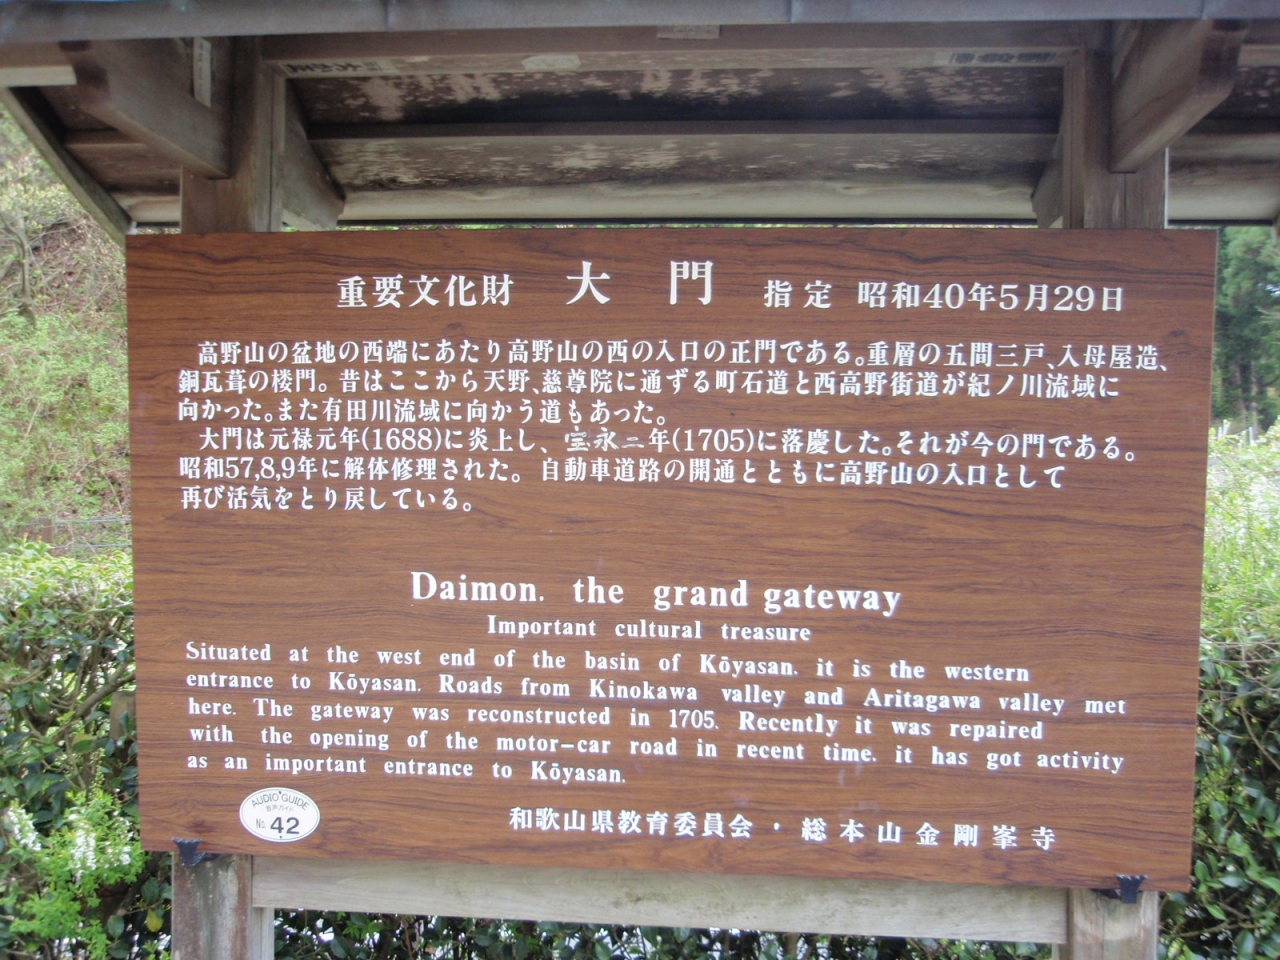 重要文化財 大門 指定 昭和40年5月29日
高野山の盆地の西端にあたり高野山の西の入口の正門である。重層の五間三戸、入母屋造、
銅瓦葺の楼門。昔はここから天野、慈尊院に通ずる町石道と西高野街道が紀ノ川流域に
向かった。また有田川流域に向かう道もあった。
大門は元禄元年(1688)に炎上し、宝永二年(1705)に落慶した。それが今の門である。
昭和57,8,9年に解体修理された。自動車道路の開通とともに高野山の入口として
再び活気をとり戻している。
Daimon. the grand gateway
Important cultural treasure
Situated at the west end of the basin of Kōyasan. it is the western
entrance to Kōyasan. Roads from Kinokawa valley and Aritagawa valley met
here. The gateway was reconstructed in 1705. Recently it was repaired
with the opening of the motor-car road in recent time. it has got activity
as an important entrance to Kōyasan.
AUDIO GUIDE
音声ガイド
No. 42
和歌山県教育委員会・総本山金剛峯寺